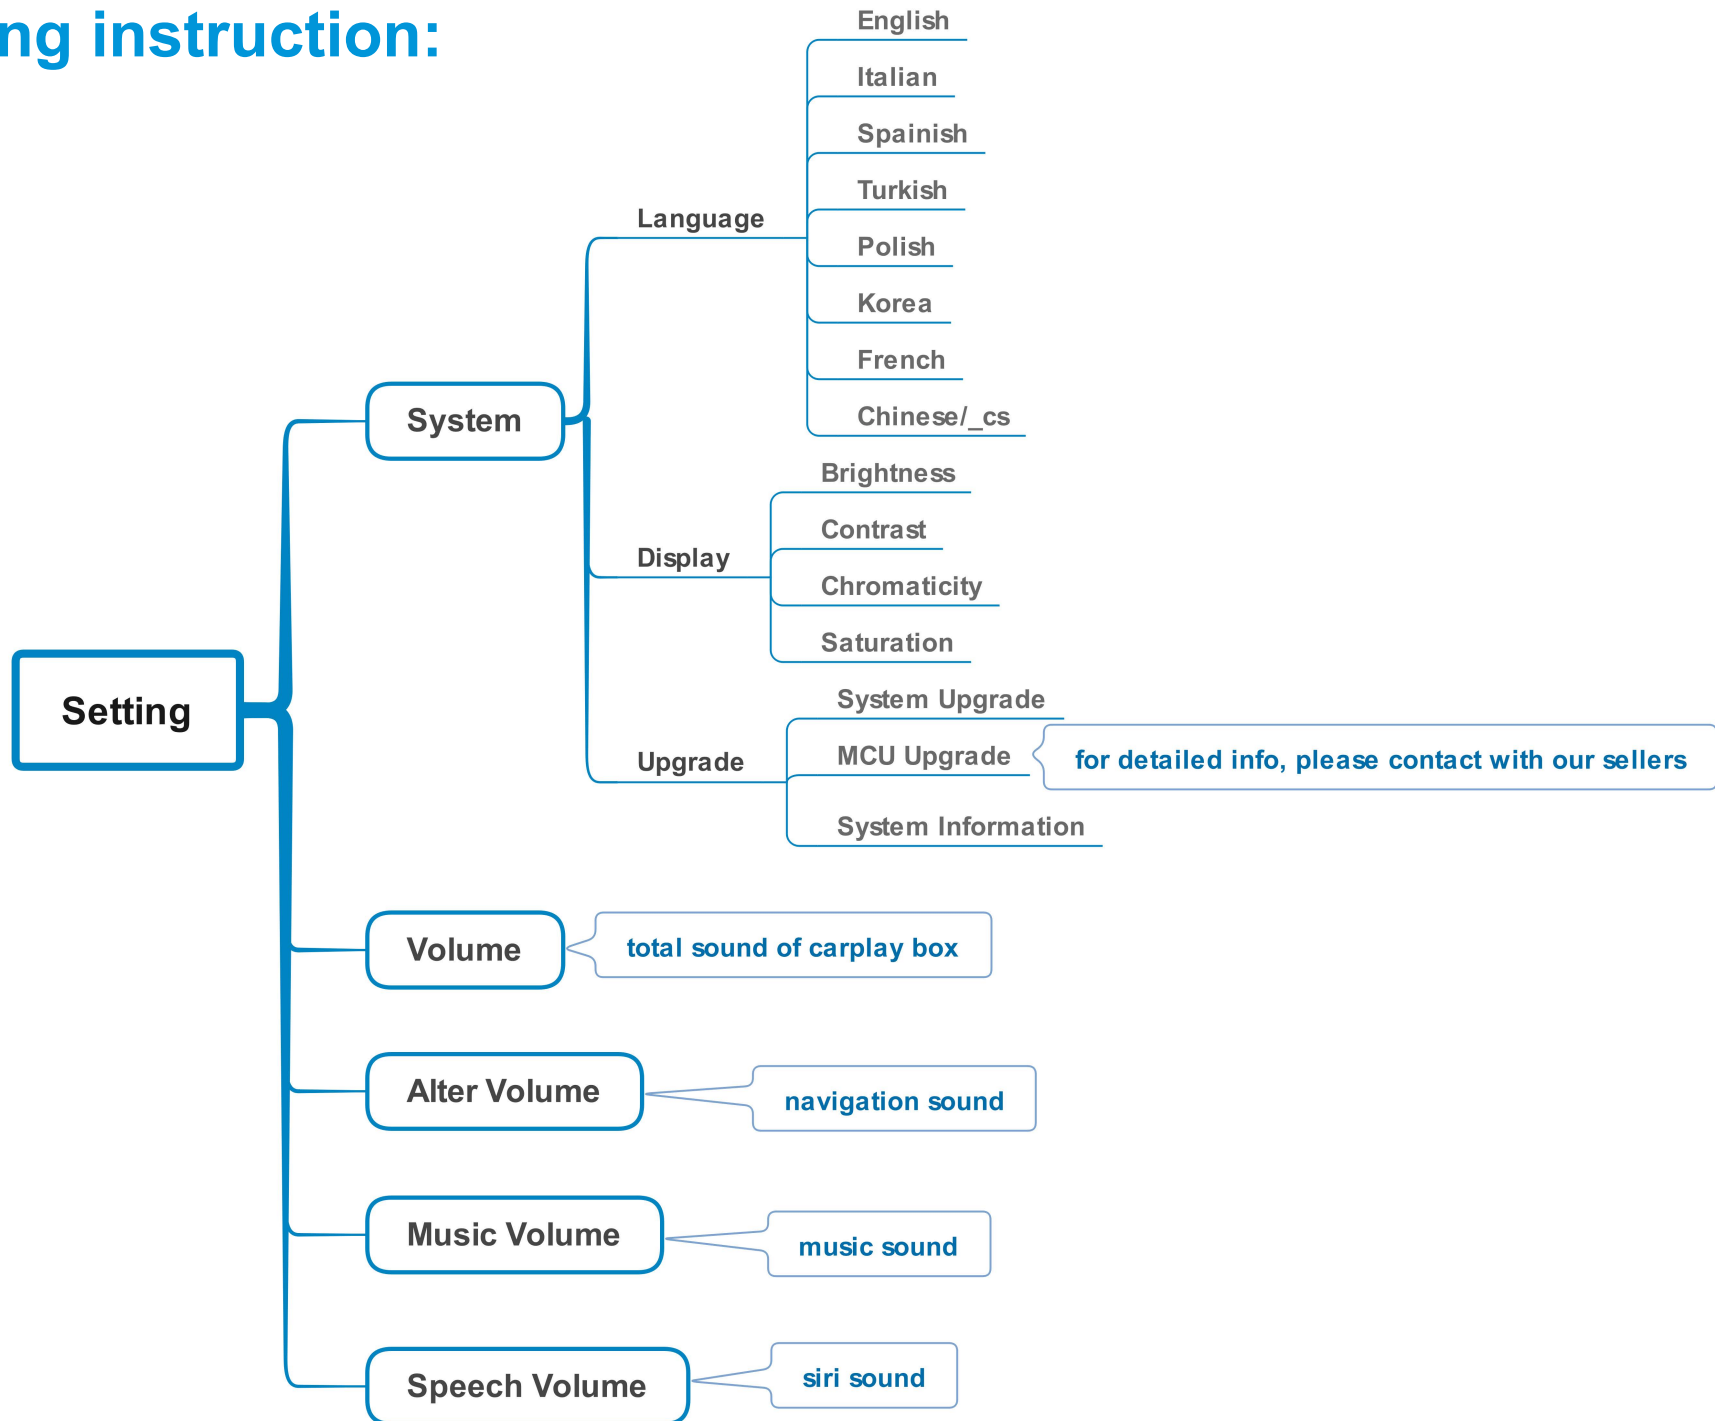 ng instruction:
English
Italian
Spainish
Turkish
Language
Polish
Korea
French
Chinese/_cs
System
Brightness
Contrast
Display
Chromaticity
Saturation
Setting
System Upgrade
Upgrade
MCU Upgrade
for detailed info, please contact with our sellers
System Information
Volume
total sound of carplay box
Alter Volume
navigation sound
Music Volume
music sound
Speech Volume
siri sound